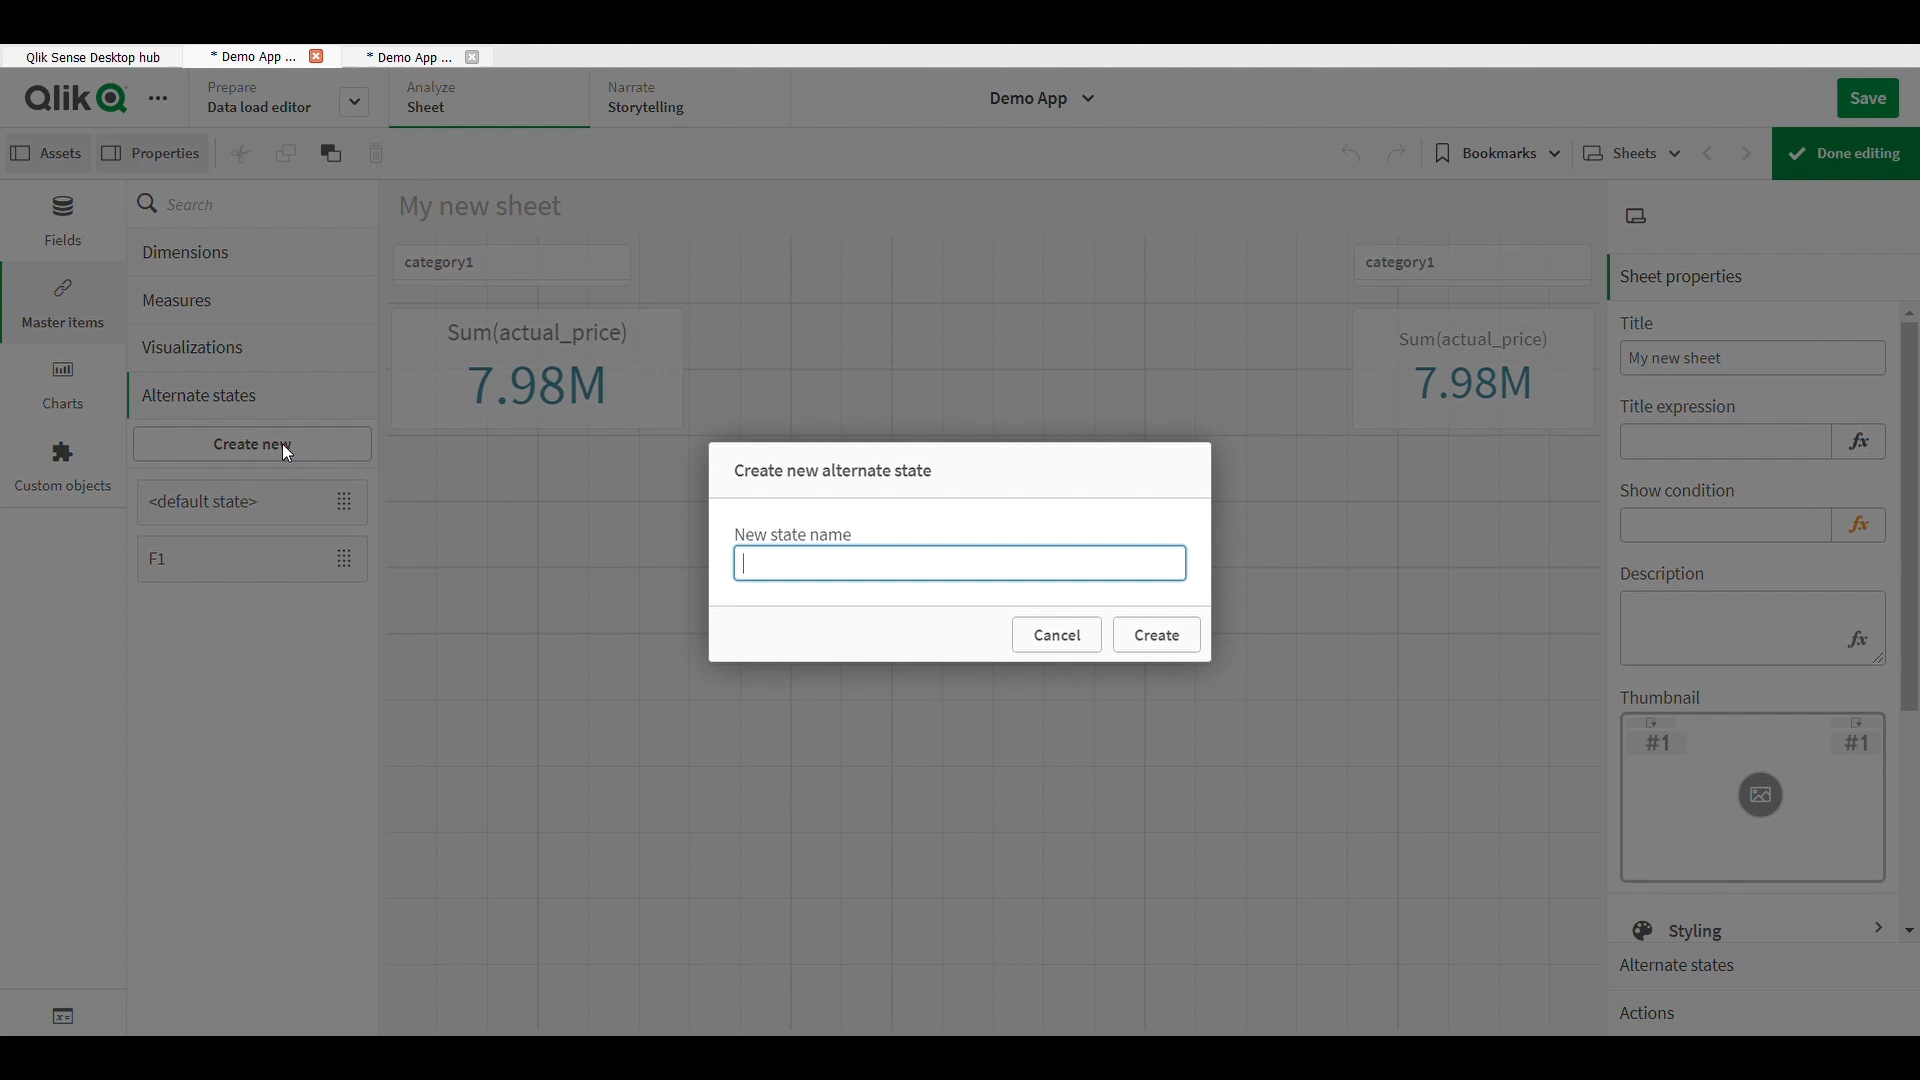 Qlik Sense Desktop hub
* Demo App ...
* Demo App ...
Qlik
Prepare
Data load editor
Analyze
Sheet
Narrate
Storytelling
Demo App
Save
Assets
Properties
Bookmarks
Sheets
Done editing
Fields
Master items
Charts
Custom objects
Search
Dimensions
Measures
Visualizations
Alternate states
Create new
<default state>
F1
My new sheet
category1
category1
Sum(actual_price)
7.98M
Sum(actual_price)
7.98M
Create new alternate state
New state name
Cancel
Create
Sheet properties
Title
My new sheet
Title expression
fx
Show condition
fx
Description
fx
Thumbnail
#1
#1
Styling
Alternate states
Actions
x=